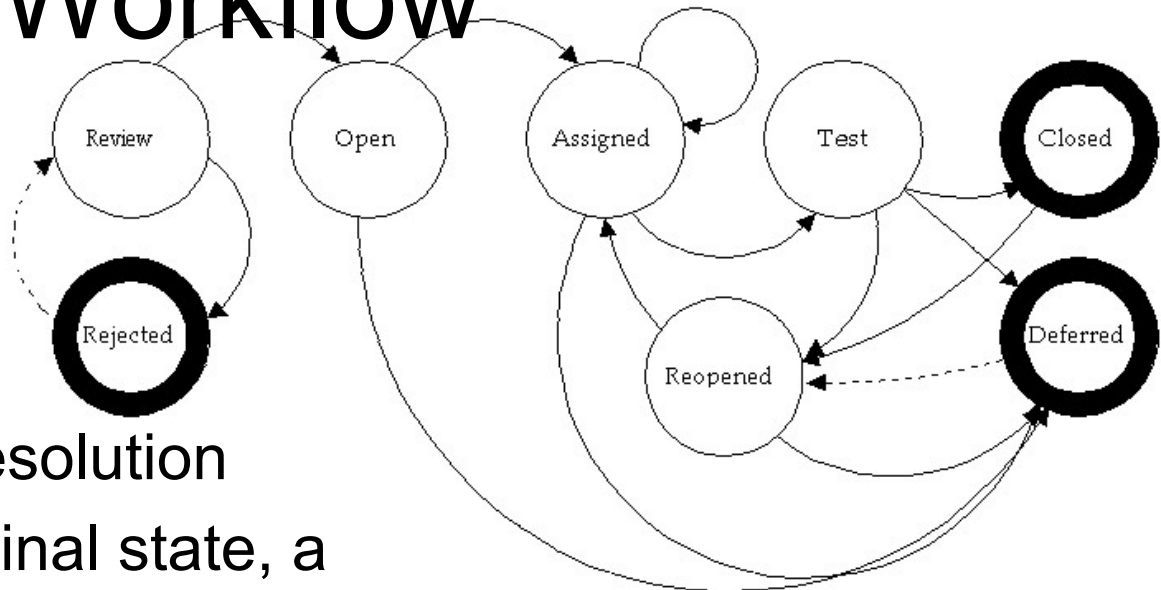 Workflow
Review
Open
Assigned
Test
Closed
Rejected
Reopened
Deferred
esolution
inal state, a